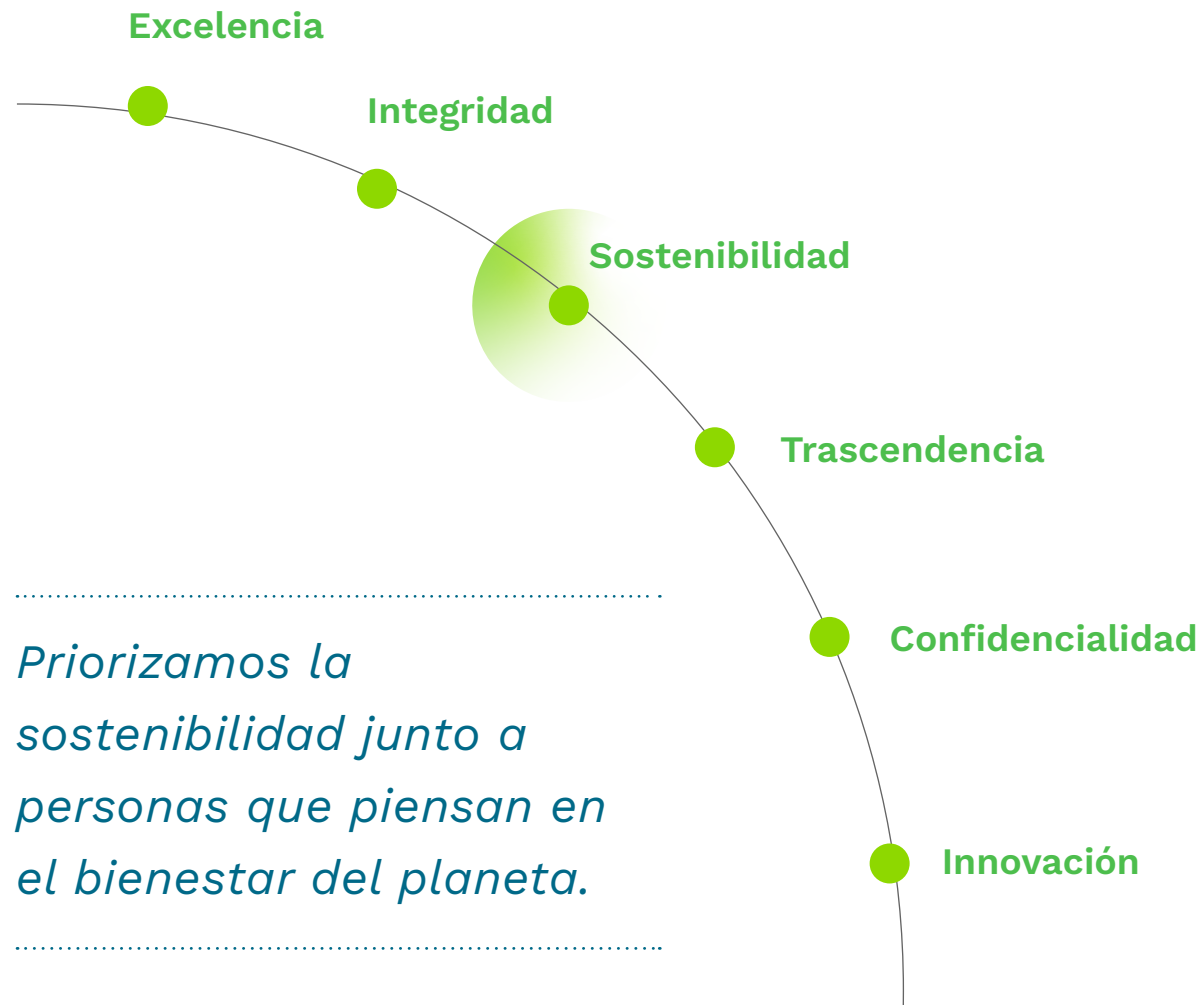 Excelencia
Integridad
Sostenibilidad
Trascendencia
Confidencialidad
Innovación
Priorizamos la
sostenibilidad junto a
personas que piensan en
el bienestar del planeta.